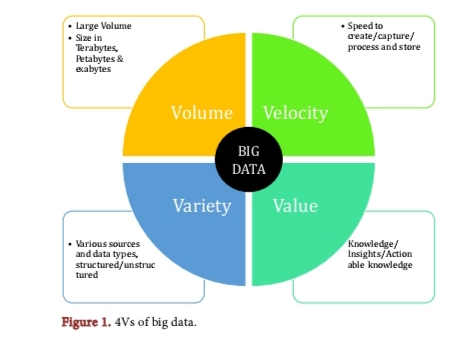 • Large Volume
• Size in
Terabytes,
Petabytes &
exabytes
• Speed to
create/capture/
process and store
Volume
Velocity
BIG
DATA
Variety
Value
• Various sources
and data types,
structured/unstruc
tured
Knowledge/
Insights/Action
able knowledge
Figure 1. 4Vs of big data.